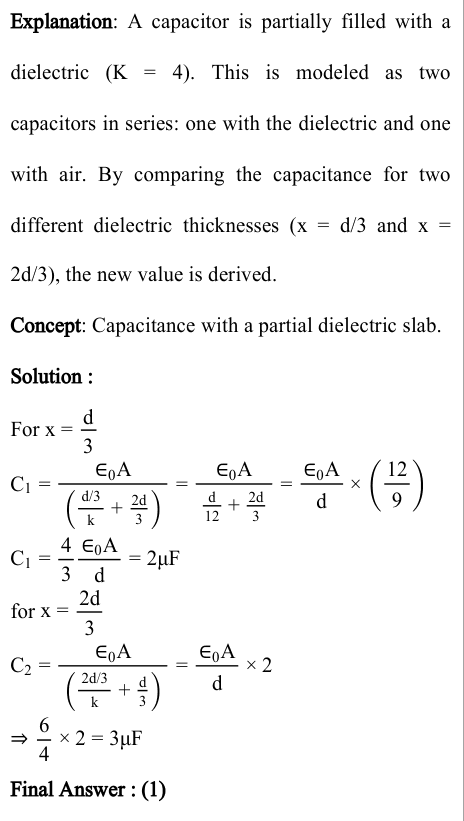 Explanation: A capacitor is partially filled with a
dielectric (K = 4). This is modeled as two
capacitors in series: one with the dielectric and one
with air. By comparing the capacitance for two
different dielectric thicknesses (x = d/3 and x =
2d/3), the new value is derived.
Concept: Capacitance with a partial dielectric slab.
Solution :
For x = d/3
C₁ = ∈₀A / ( (d/3)/k + 2d/3 ) = ∈₀A / ( d/12 + 2d/3 ) = ∈₀A/d × (12/9)
C₁ = 4/3 ∈₀A/d = 2μF
for x = 2d/3
C₂ = ∈₀A / ( (2d/3)/k + d/3 ) = ∈₀A/d × 2
⇒ 6/4 × 2 = 3μF
Final Answer : (1)